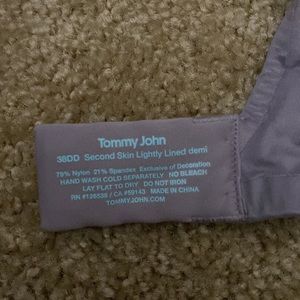 Tommy John
38DD Second Skin Lightly Lined demi
79% Nylon 21% Spandex Exclusive of Decoration
HAND WASH COLD SEPARATELY NO BLEACH
LAY FLAT TO DRY DO NOT IRON
RN #126538 / CA #59143 MADE IN CHINA
TOMMYJOHN.COM